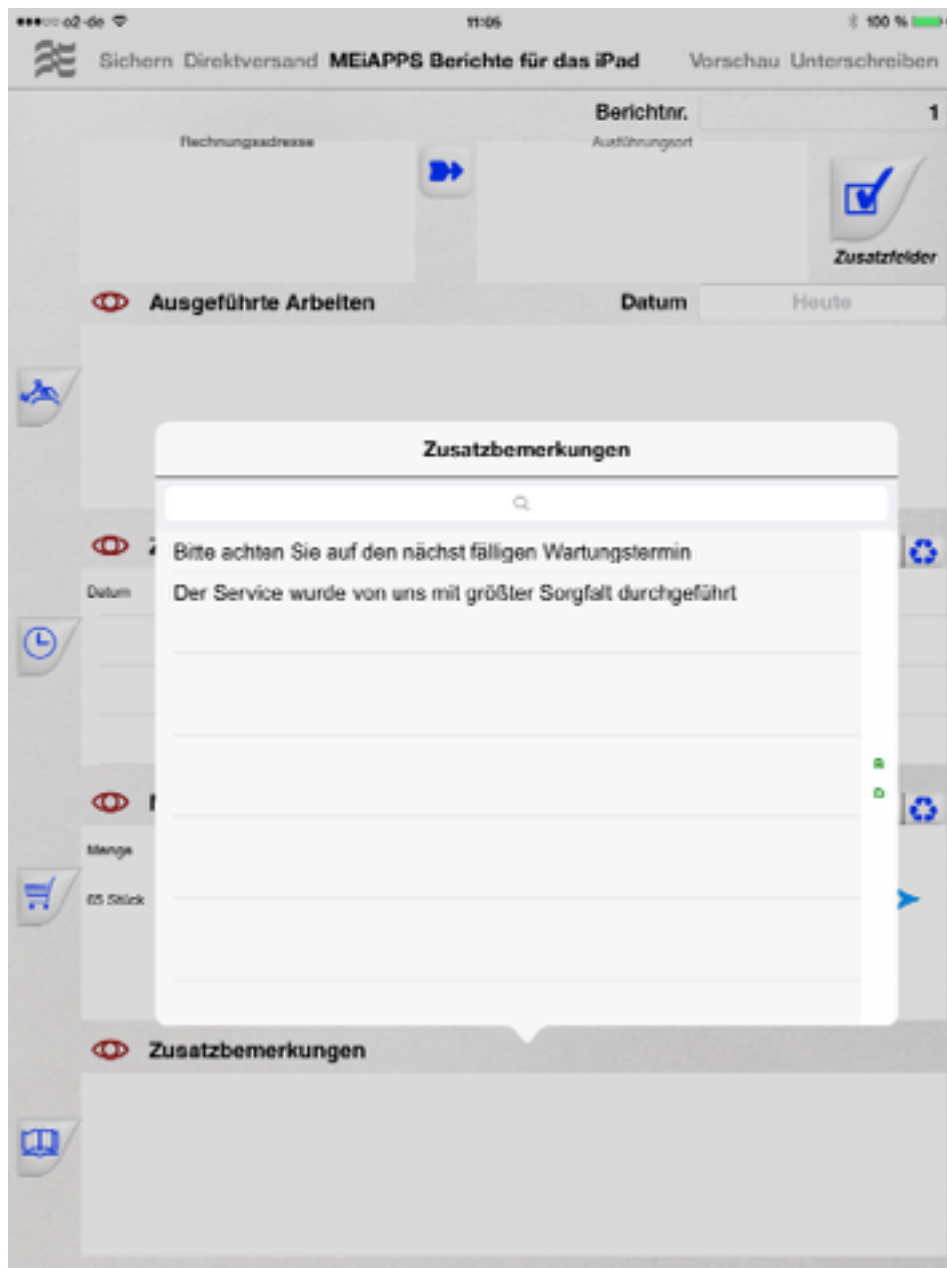 o2-de 11:05 100 %
Sichern Direktversand MEiAPPS Berichte für das iPad Vorschau Unterschreiben
Berichtnr. 1
Rechnungsadresse Ausführungsort
Zusatzfelder
Ausgeführte Arbeiten Datum Heute
Zusatzbemerkungen
Bitte achten Sie auf den nächst fälligen Wartungstermin
Datum Der Service wurde von uns mit größter Sorgfalt durchgeführt
B
D
Menge
65 Stück
Zusatzbemerkungen